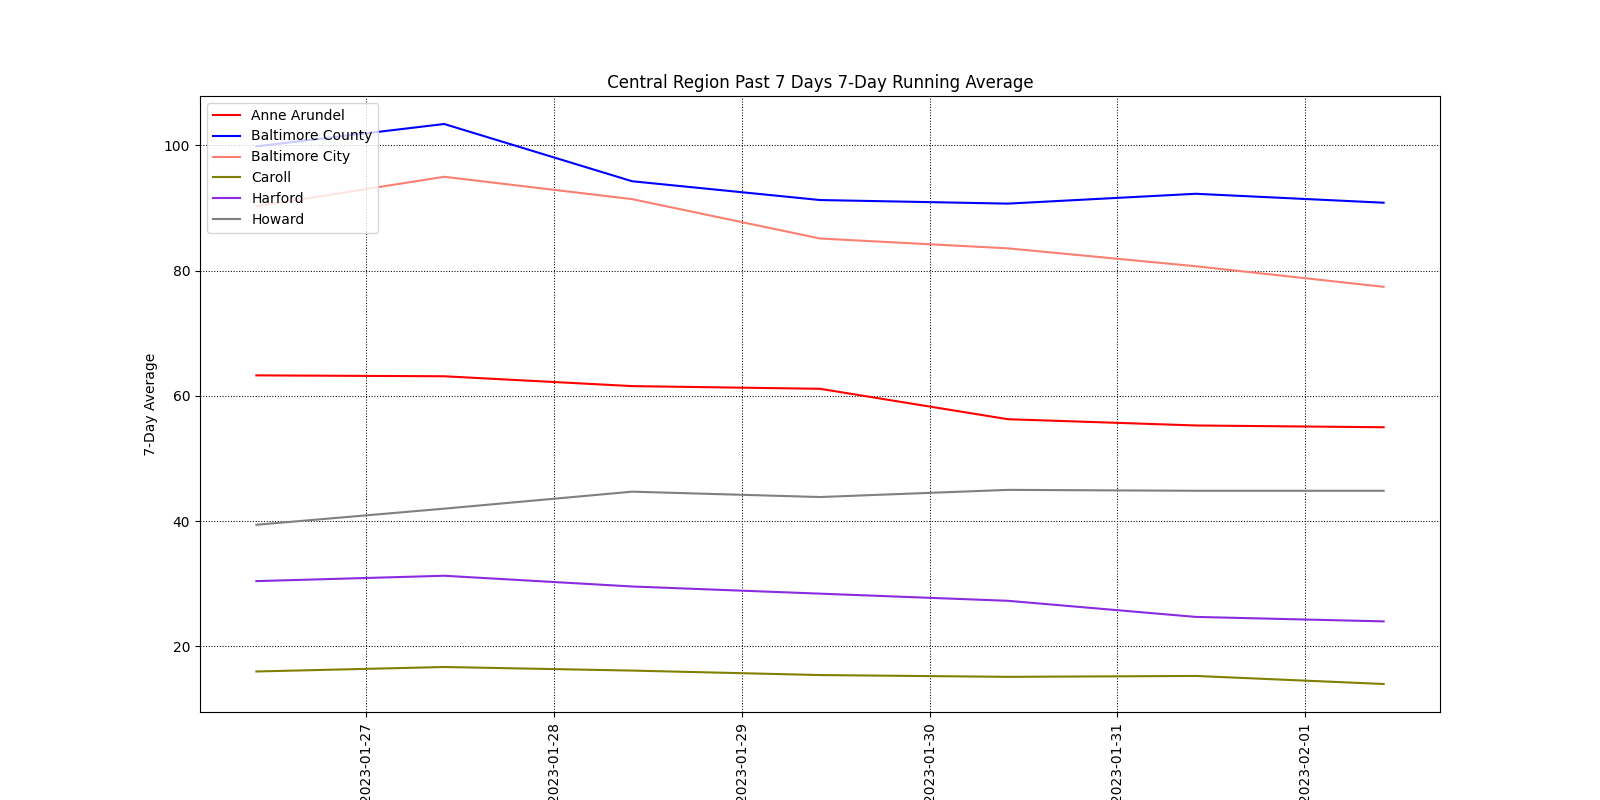 Central Region Past 7 Days 7-Day Running Average
Anne Arundel
Baltimore County
Baltimore City
Caroll
Harford
Howard
7-Day Average
100
80
60
40
20
2023-01-27
2023-01-28
2023-01-29
2023-01-30
2023-01-31
2023-02-01